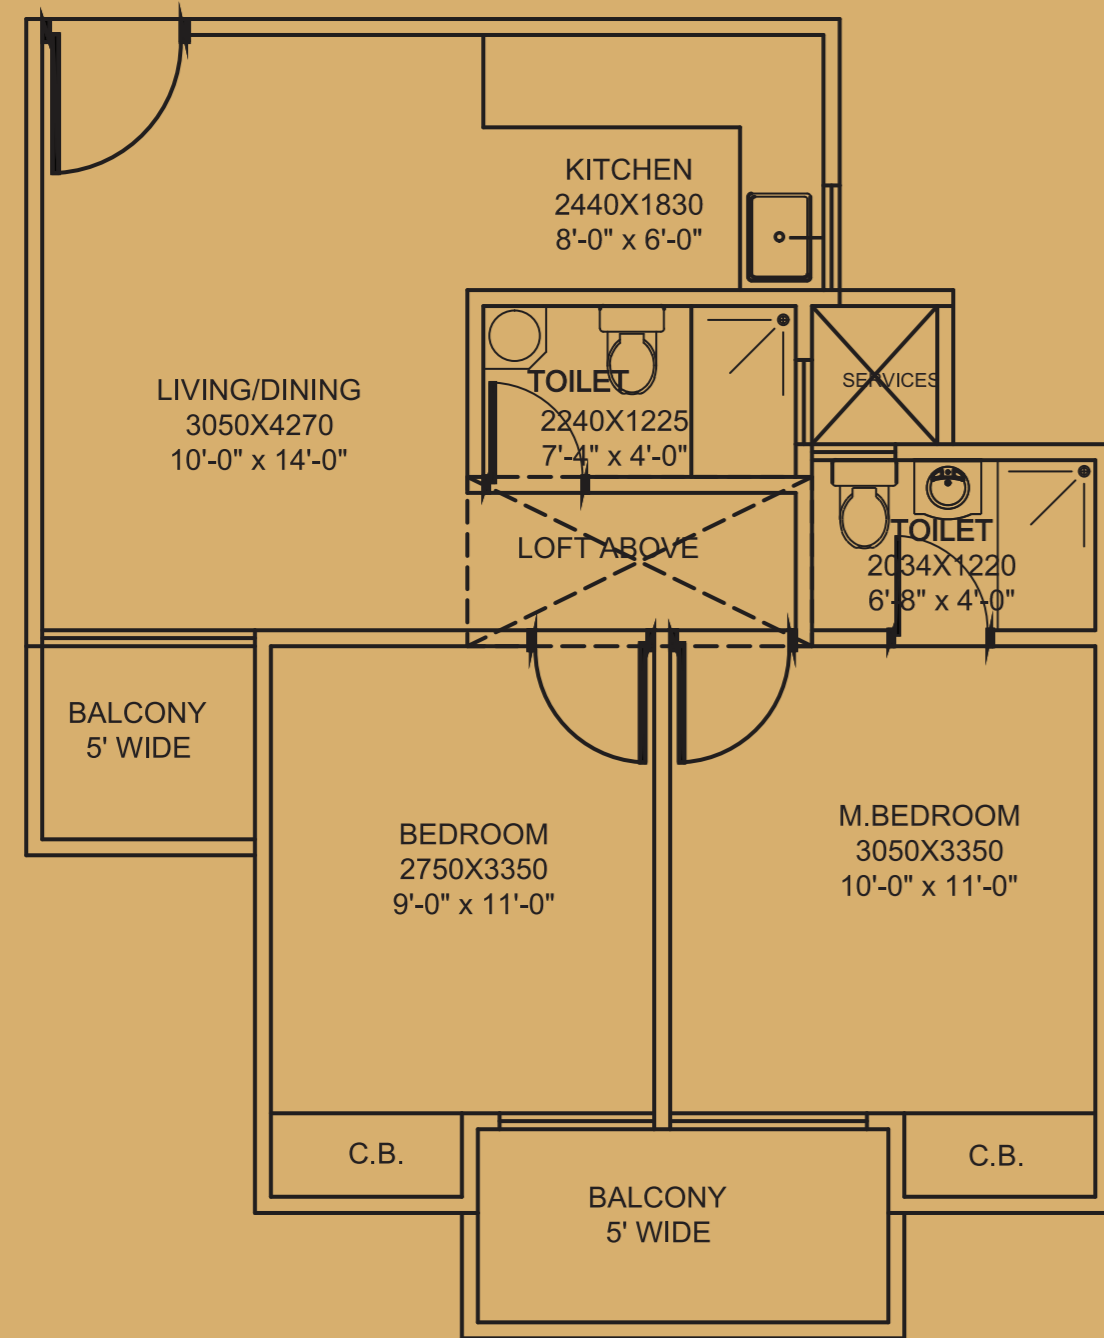 KITCHEN
2440X1830
8'-0" x 6'-0"
LIVING/DINING
3050X4270
10'-0" x 14'-0"
TOILET
2240X1225
7'-4" x 4'-0"
SERVICES
LOFT ABOVE
TOILET
2034X1220
6'-8" x 4'-0"
BALCONY
5' WIDE
BEDROOM
2750X3350
9'-0" x 11'-0"
M.BEDROOM
3050X3350
10'-0" x 11'-0"
C.B.
BALCONY
5' WIDE
C.B.